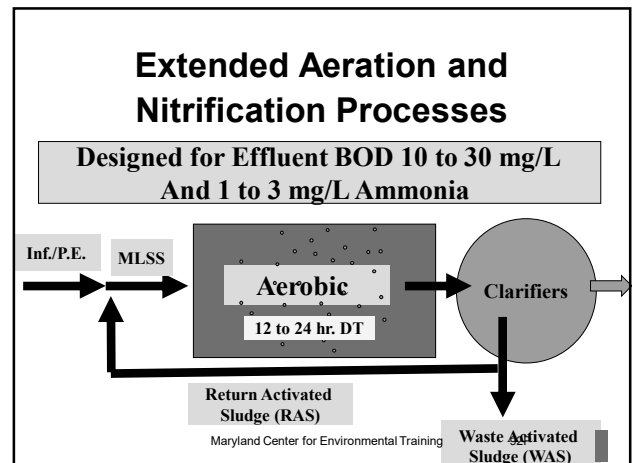 Extended Aeration and
Nitrification Processes
Designed for Effluent BOD 10 to 30 mg/L
And 1 to 3 mg/L Ammonia
Inf./P.E.
MLSS
Aerobic
12 to 24 hr. DT
Clarifiers
Return Activated
Sludge (RAS)
Maryland Center for Environmental Training
Waste Activated
Sludge (WAS)